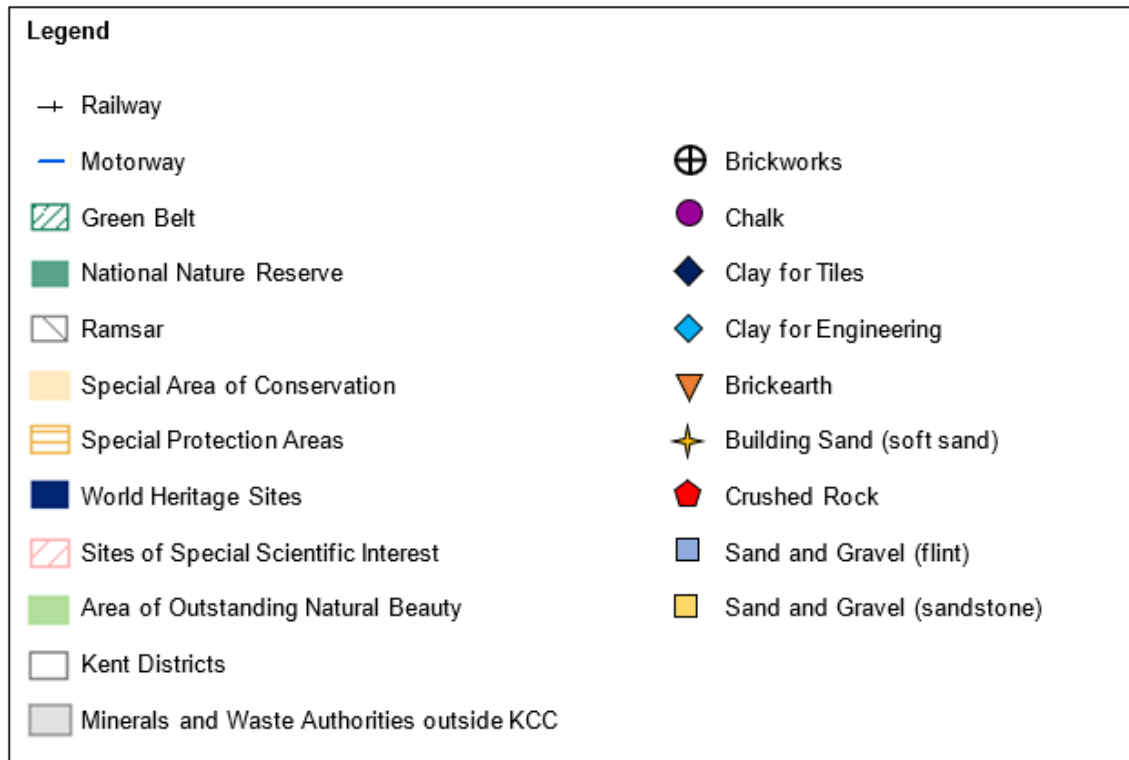 Legend
Railway
Motorway
Green Belt
National Nature Reserve
Ramsar
Special Area of Conservation
Special Protection Areas
World Heritage Sites
Sites of Special Scientific Interest
Area of Outstanding Natural Beauty
Kent Districts
Minerals and Waste Authorities outside KCC
Brickworks
Chalk
Clay for Tiles
Clay for Engineering
Brickearth
Building Sand (soft sand)
Crushed Rock
Sand and Gravel (flint)
Sand and Gravel (sandstone)